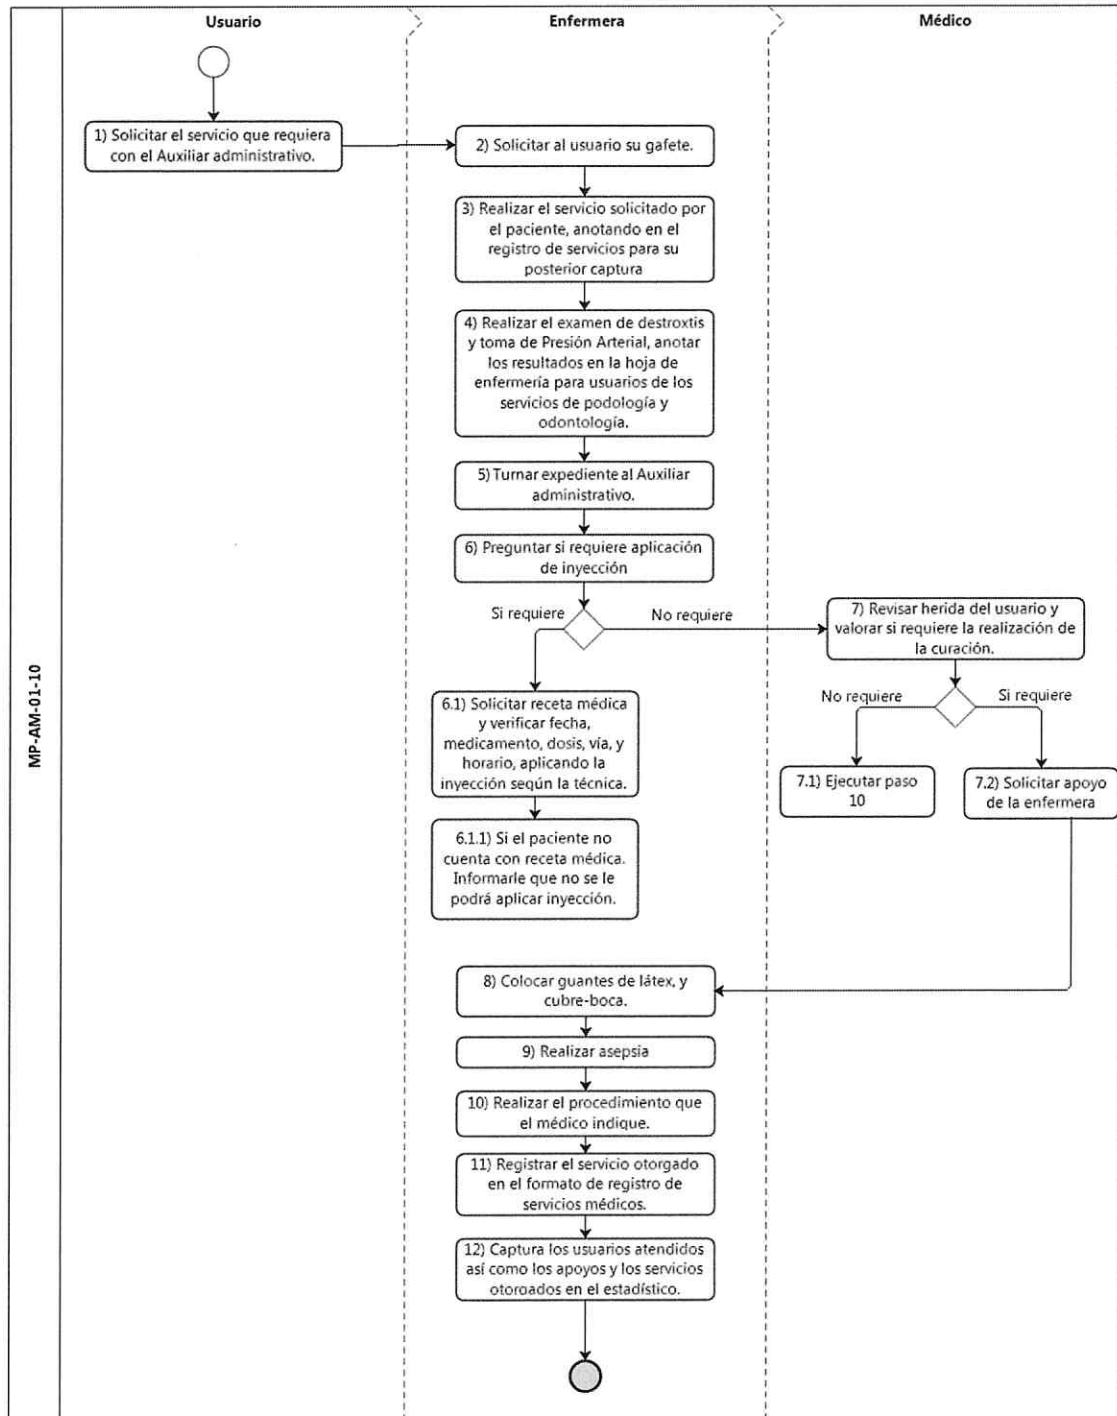 Usuario
Enfermera
Médico
MP-AM-01-10
1) Solicitar el servicio que requiera
con el Auxiliar administrativo.
2) Solicitar al usuario su gafete.
3) Realizar el servicio solicitado por
el paciente, anotando en el
registro de servicios para su
posterior captura
4) Realizar el examen de destroxtis
y toma de Presión Arterial, anotar
los resultados en la hoja de
enfermería para usuarios de los
servicios de podología y
odontología.
5) Turnar expediente al Auxiliar
administrativo.
6) Preguntar si requiere aplicación
de inyección
Si requiere
No requiere
6.1) Solicitar receta médica
y verificar fecha,
medicamento, dosis, vía, y
horario, aplicando la
inyección según la técnica.
6.1.1) Si el paciente no
cuenta con receta médica.
Informarle que no se le
podrá aplicar inyección.
7) Revisar herida del usuario y
valorar si requiere la realización de
la curación.
No requiere
Si requiere
7.1) Ejecutar paso
10
7.2) Solicitar apoyo
de la enfermera
8) Colocar guantes de látex, y
cubre-boca.
9) Realizar asepsia
10) Realizar el procedimiento que
el médico indique.
11) Registrar el servicio otorgado
en el formato de registro de
servicios médicos.
12) Captura los usuarios atendidos
así como los apoyos y los servicios
otorgados en el estadístico.